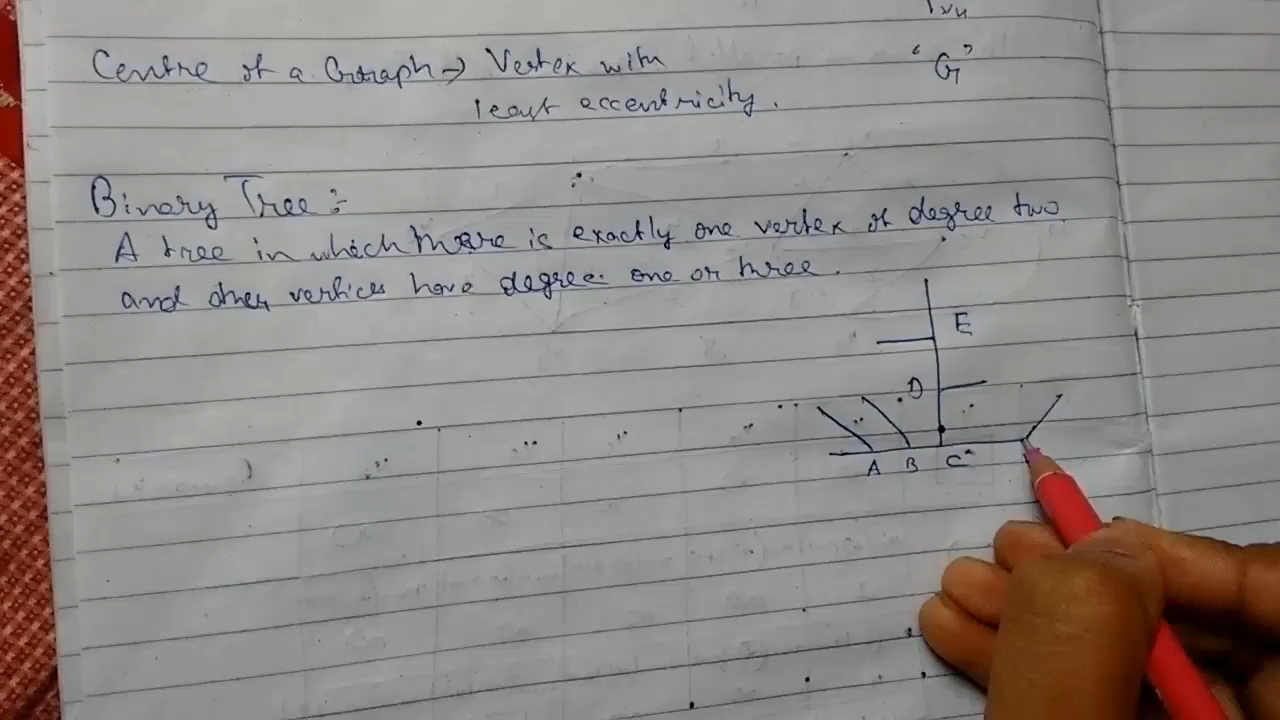 Centre of a Graph → Vertex with
least eccentricity.
"G"
Binary Tree :-
A tree in which there is exactly one vertex of degree two
and other vertices have degree one or three.
E
D
A B C